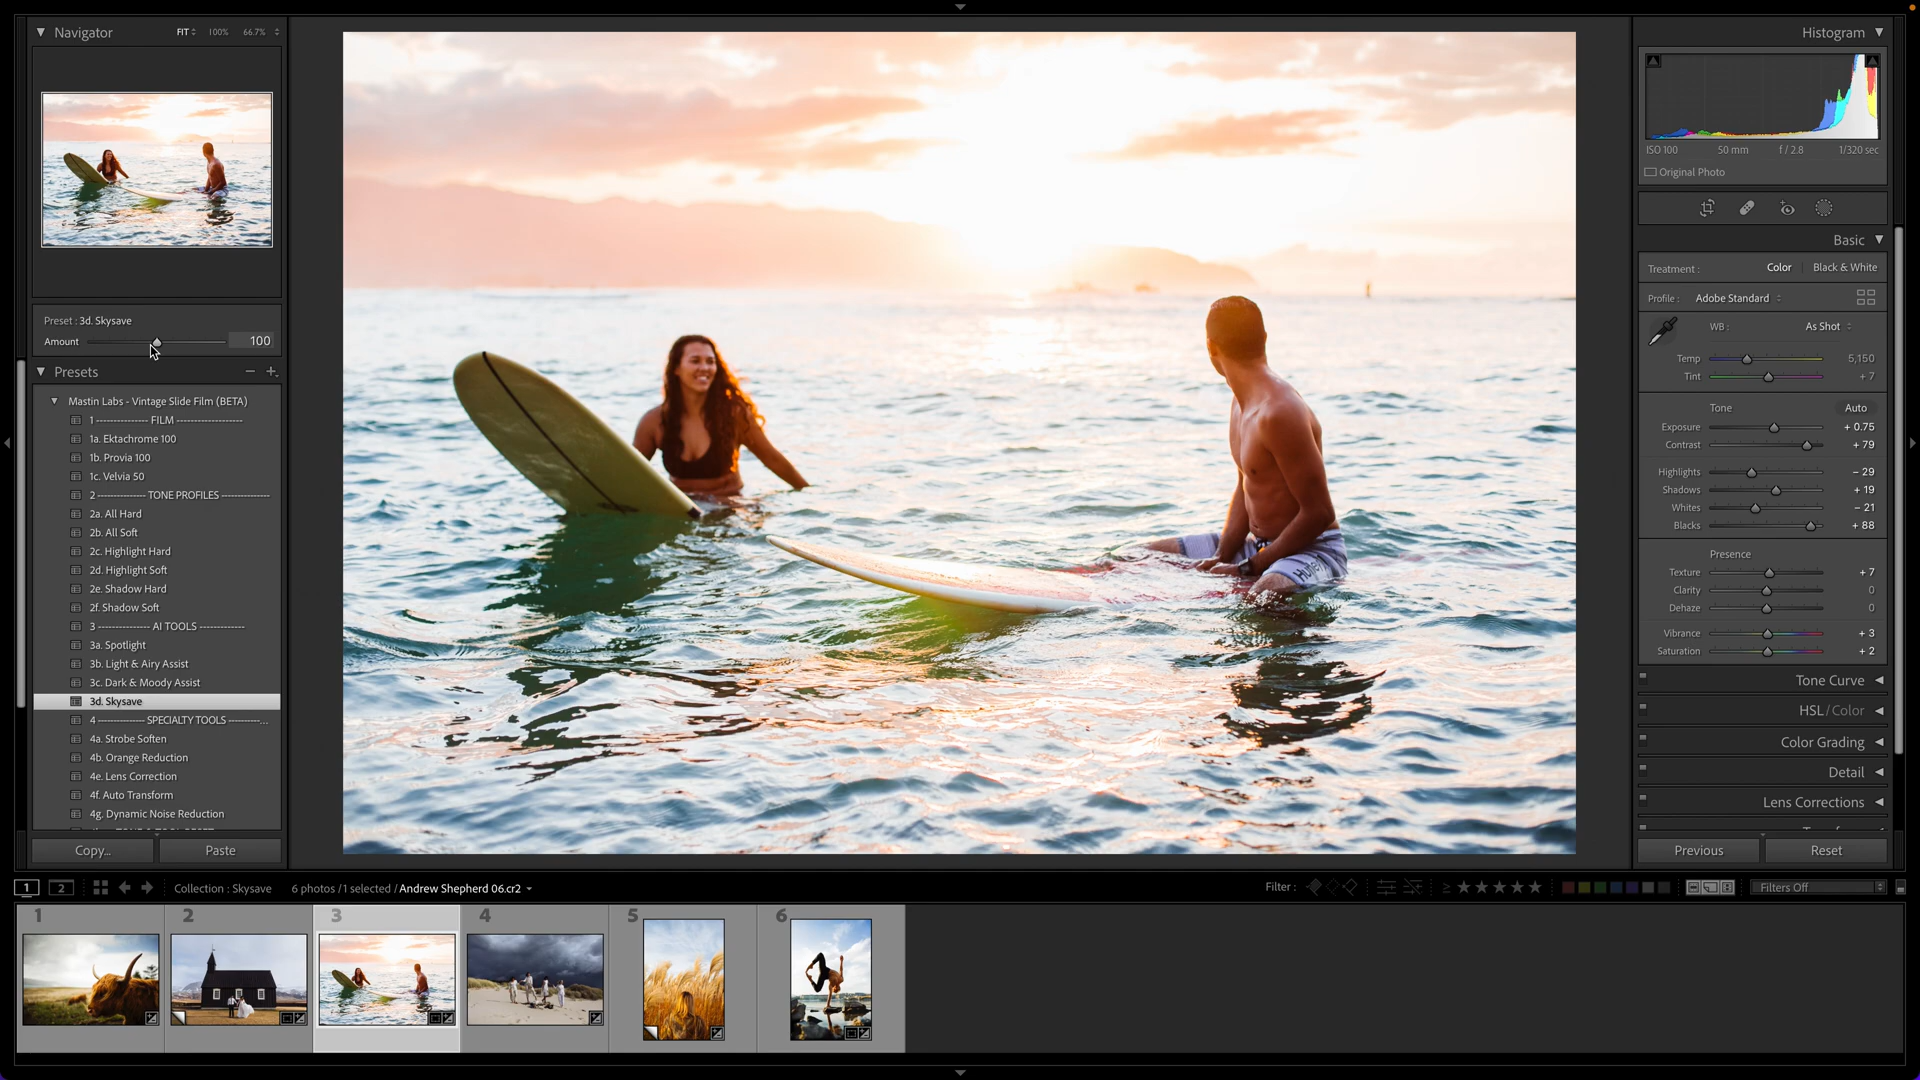 Navigator
FIT 100% 66.7%
Preset : 3d. Skysave
Amount 100
Presets
Mastin Labs - Vintage Slide Film (BETA)
1 --------------- FILM -------------------
1a. Ektachrome 100
1b. Provia 100
1c. Velvia 50
2 -------------- TONE PROFILES --------------
2a. All Hard
2b. All Soft
2c. Highlight Hard
2d. Highlight Soft
2e. Shadow Hard
2f. Shadow Soft
3 --------------- AI TOOLS -------------
3a. Spotlight
3b. Light & Airy Assist
3c. Dark & Moody Assist
3d. Skysave
4 -------------- SPECIALTY TOOLS ----------...
4a. Strobe Soften
4b. Orange Reduction
4e. Lens Correction
4f. Auto Transform
4g. Dynamic Noise Reduction
Copy...
Paste
Histogram
ISO 100 50 mm f / 2.8 1/320 sec
Original Photo
Basic
Treatment : Color Black & White
Profile : Adobe Standard
WB : As Shot
Temp 5,150
Tint + 7
Tone Auto
Exposure + 0.75
Contrast + 79
Highlights − 29
Shadows + 19
Whites − 21
Blacks + 88
Presence
Texture + 7
Clarity 0
Dehaze 0
Vibrance + 3
Saturation + 2
Tone Curve
HSL / Color
Color Grading
Detail
Lens Corrections
Previous
Reset
1 2 Collection : Skysave 6 photos / 1 selected / Andrew Shepherd 06.cr2
Filter : ≥ ★ ★ ★ ★ ★ Filters Off
1 2 3 4 5 6